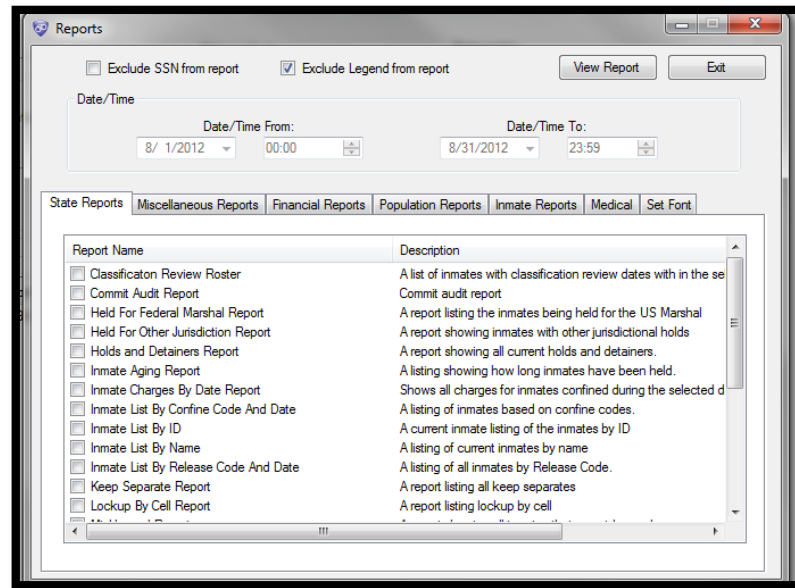 Reports
Exclude SSN from report Exclude Legend from report View Report Exit
Date/Time
Date/Time From: Date/Time To:
8/ 1/2012 00:00 8/31/2012 23:59
State Reports Miscellaneous Reports Financial Reports Population Reports Inmate Reports Medical Set Font
Report Name Description
Classificaton Review Roster A list of inmates with classification review dates with in the se
Commit Audit Report Commit audit report
Held For Federal Marshal Report A report listing the inmates being held for the US Marshal
Held For Other Jurisdiction Report A report showing inmates with other jurisdictional holds
Holds and Detainers Report A report showing all current holds and detainers.
Inmate Aging Report A listing showing how long inmates have been held.
Inmate Charges By Date Report Shows all charges for inmates confined during the selected d
Inmate List By Confine Code And Date A listing of inmates based on confine codes.
Inmate List By ID A current inmate listing of the inmates by ID
Inmate List By Name A listing of current inmates by name
Inmate List By Release Code And Date A listing of all inmates by Release Code.
Keep Separate Report A report listing all keep separates
Lockup By Cell Report A report listing lockup by cell